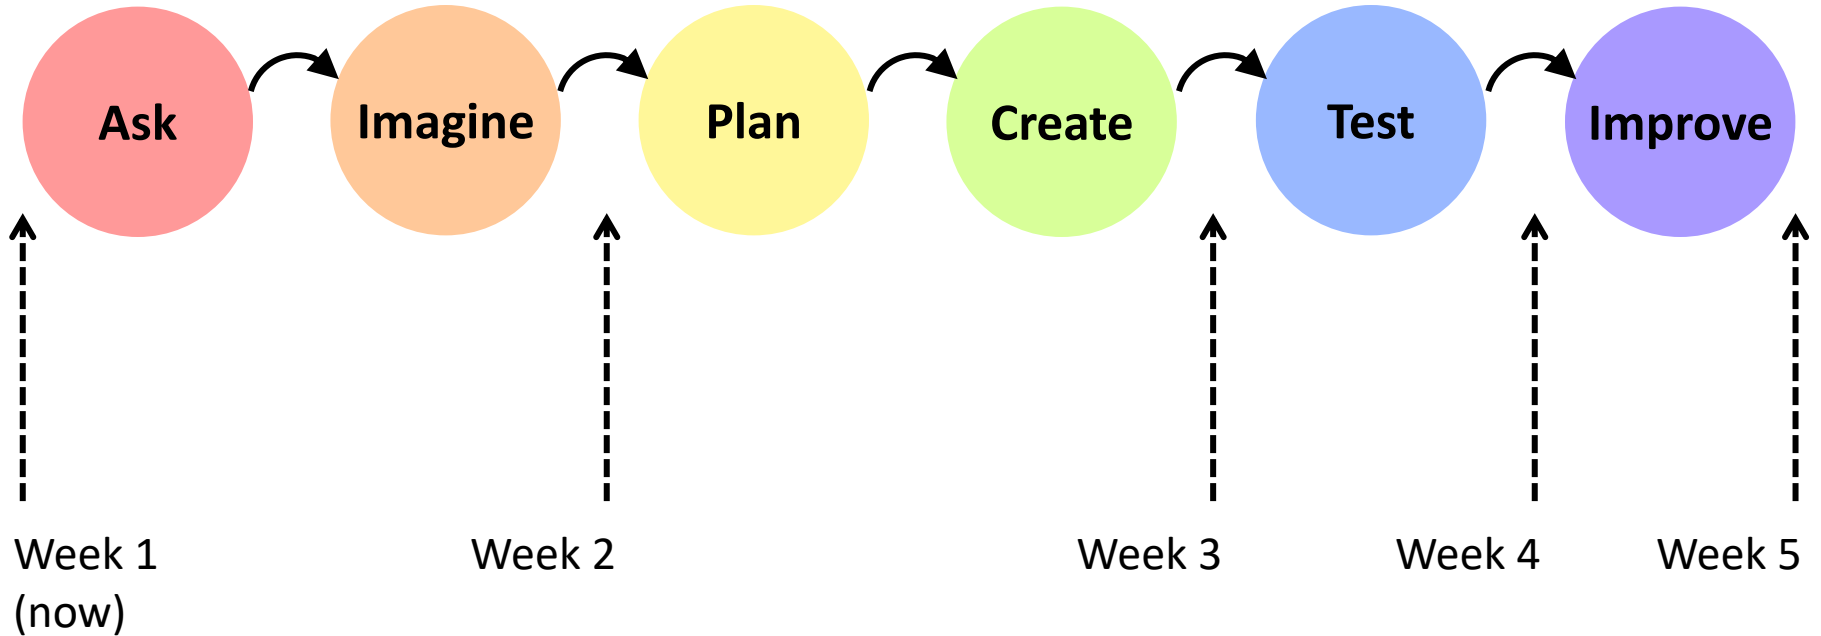 Ask
Imagine
Plan
Create
Test
Improve
Week 1
(now)
Week 2
Week 3
Week 4
Week 5